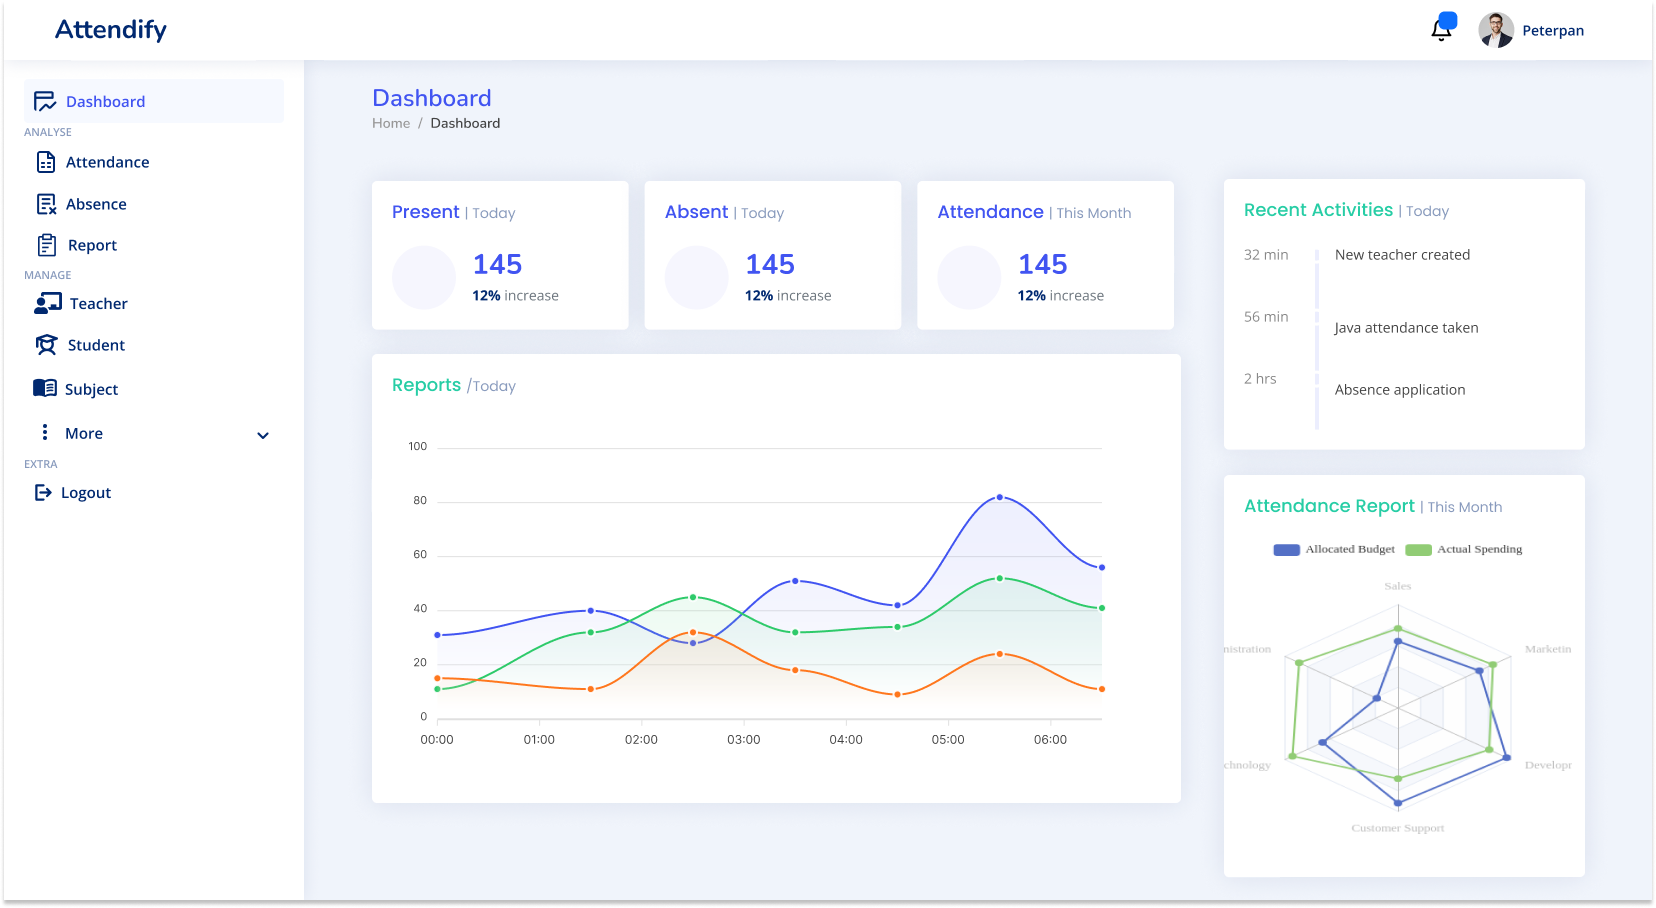 Attendify
Peterpan
Dashboard
ANALYSE
Attendance
Absence
Report
MANAGE
Teacher
Student
Subject
More
EXTRA
Logout
Dashboard
Home / Dashboard
Present | Today
145
12% increase
Absent | Today
145
12% increase
Attendance | This Month
145
12% increase
Reports /Today
100
80
60
40
20
0
00:00 01:00 02:00 03:00 04:00 05:00 06:00
Recent Activities | Today
32 min New teacher created
56 min Java attendance taken
2 hrs Absence application
Attendance Report | This Month
Allocated Budget Actual Spending
Sales
nistration Marketin
chnology Developr
Customer Support